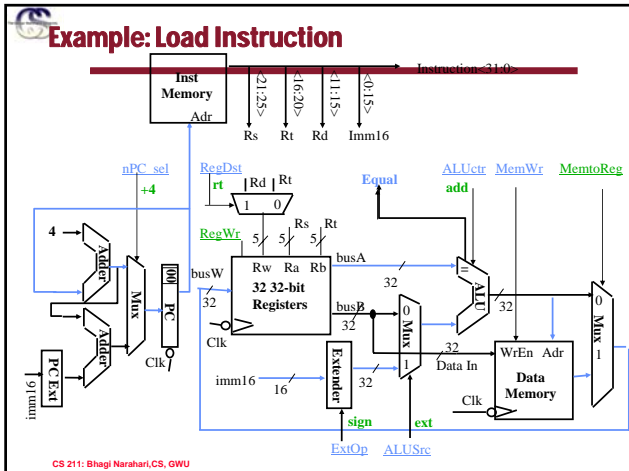 Example: Load Instruction
Inst
Memory
Adr
<21:25>
<16:20>
<11:15>
<0:15>
Instruction<31:0>
Rs
Rt
Rd
Imm16
nPC_sel
+4
RegDst
rt
Rd
Rt
1
0
Equal
ALUctr
add
MemWr
MemtoReg
RegWr
5
5
5
Rs
Rt
4
Adder
Adder
Mux
00
PC
Clk
PC Ext
imm16
busW
32
Rw
Ra
Rb
32 32-bit
Registers
Clk
busA
32
busB
32
0
Mux
1
=
ALU
32
imm16
16
Extender
32
sign
ext
ExtOp
ALUSrc
32
Data In
WrEn
Adr
Data
Memory
Clk
0
Mux
1
CS 211: Bhagi Narahari,CS, GWU